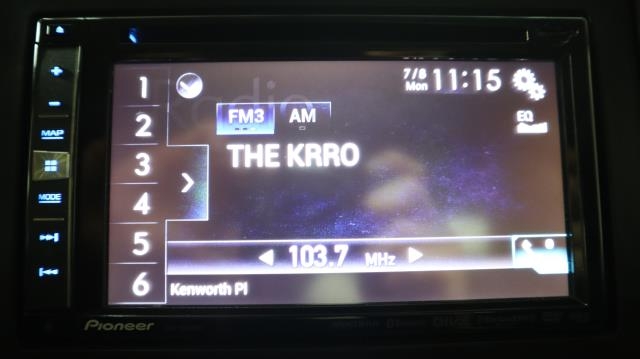 1
2
3
4
5
6
Radio
7/8
Mon
11:15
FM3
AM
EQ
THE KRRO
103.7 MHz
Kenworth Pl
MAP
MODE
Pioneer